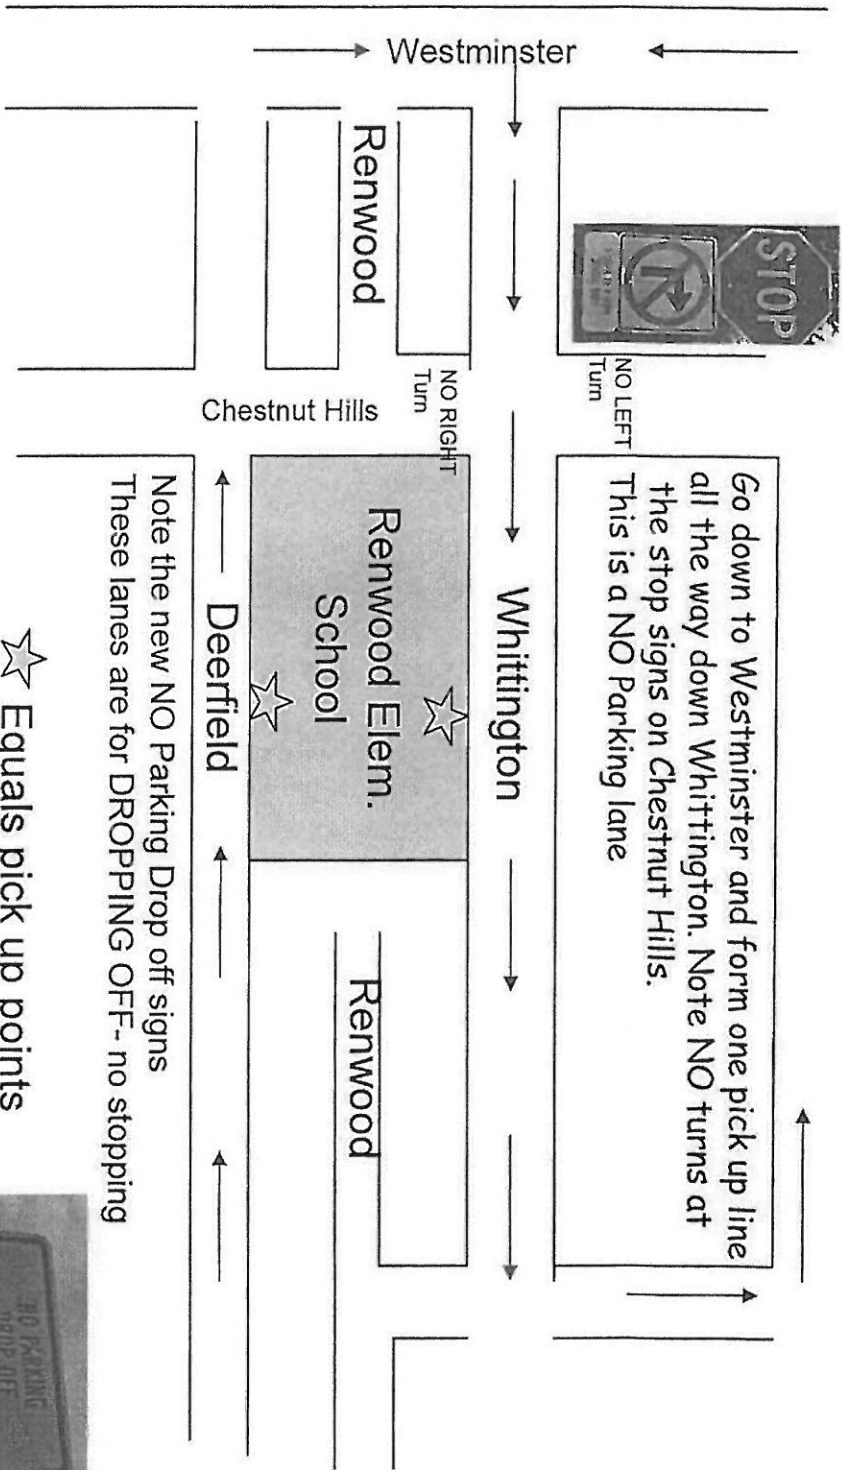 Westminster
STOP
NO LEFT
Turn
Go down to Westminster and form one pick up line
all the way down Whittington. Note NO turns at
the stop signs on Chestnut Hills.
This is a NO Parking lane
Renwood
NO RIGHT
Turn
Chestnut Hills
Whittington
Renwood Elem.
School
Deerfield
Renwood
Note the new NO Parking Drop off signs
These lanes are for DROPPING OFF- no stopping
Equals pick up points
NO PARKING
DROP OFF